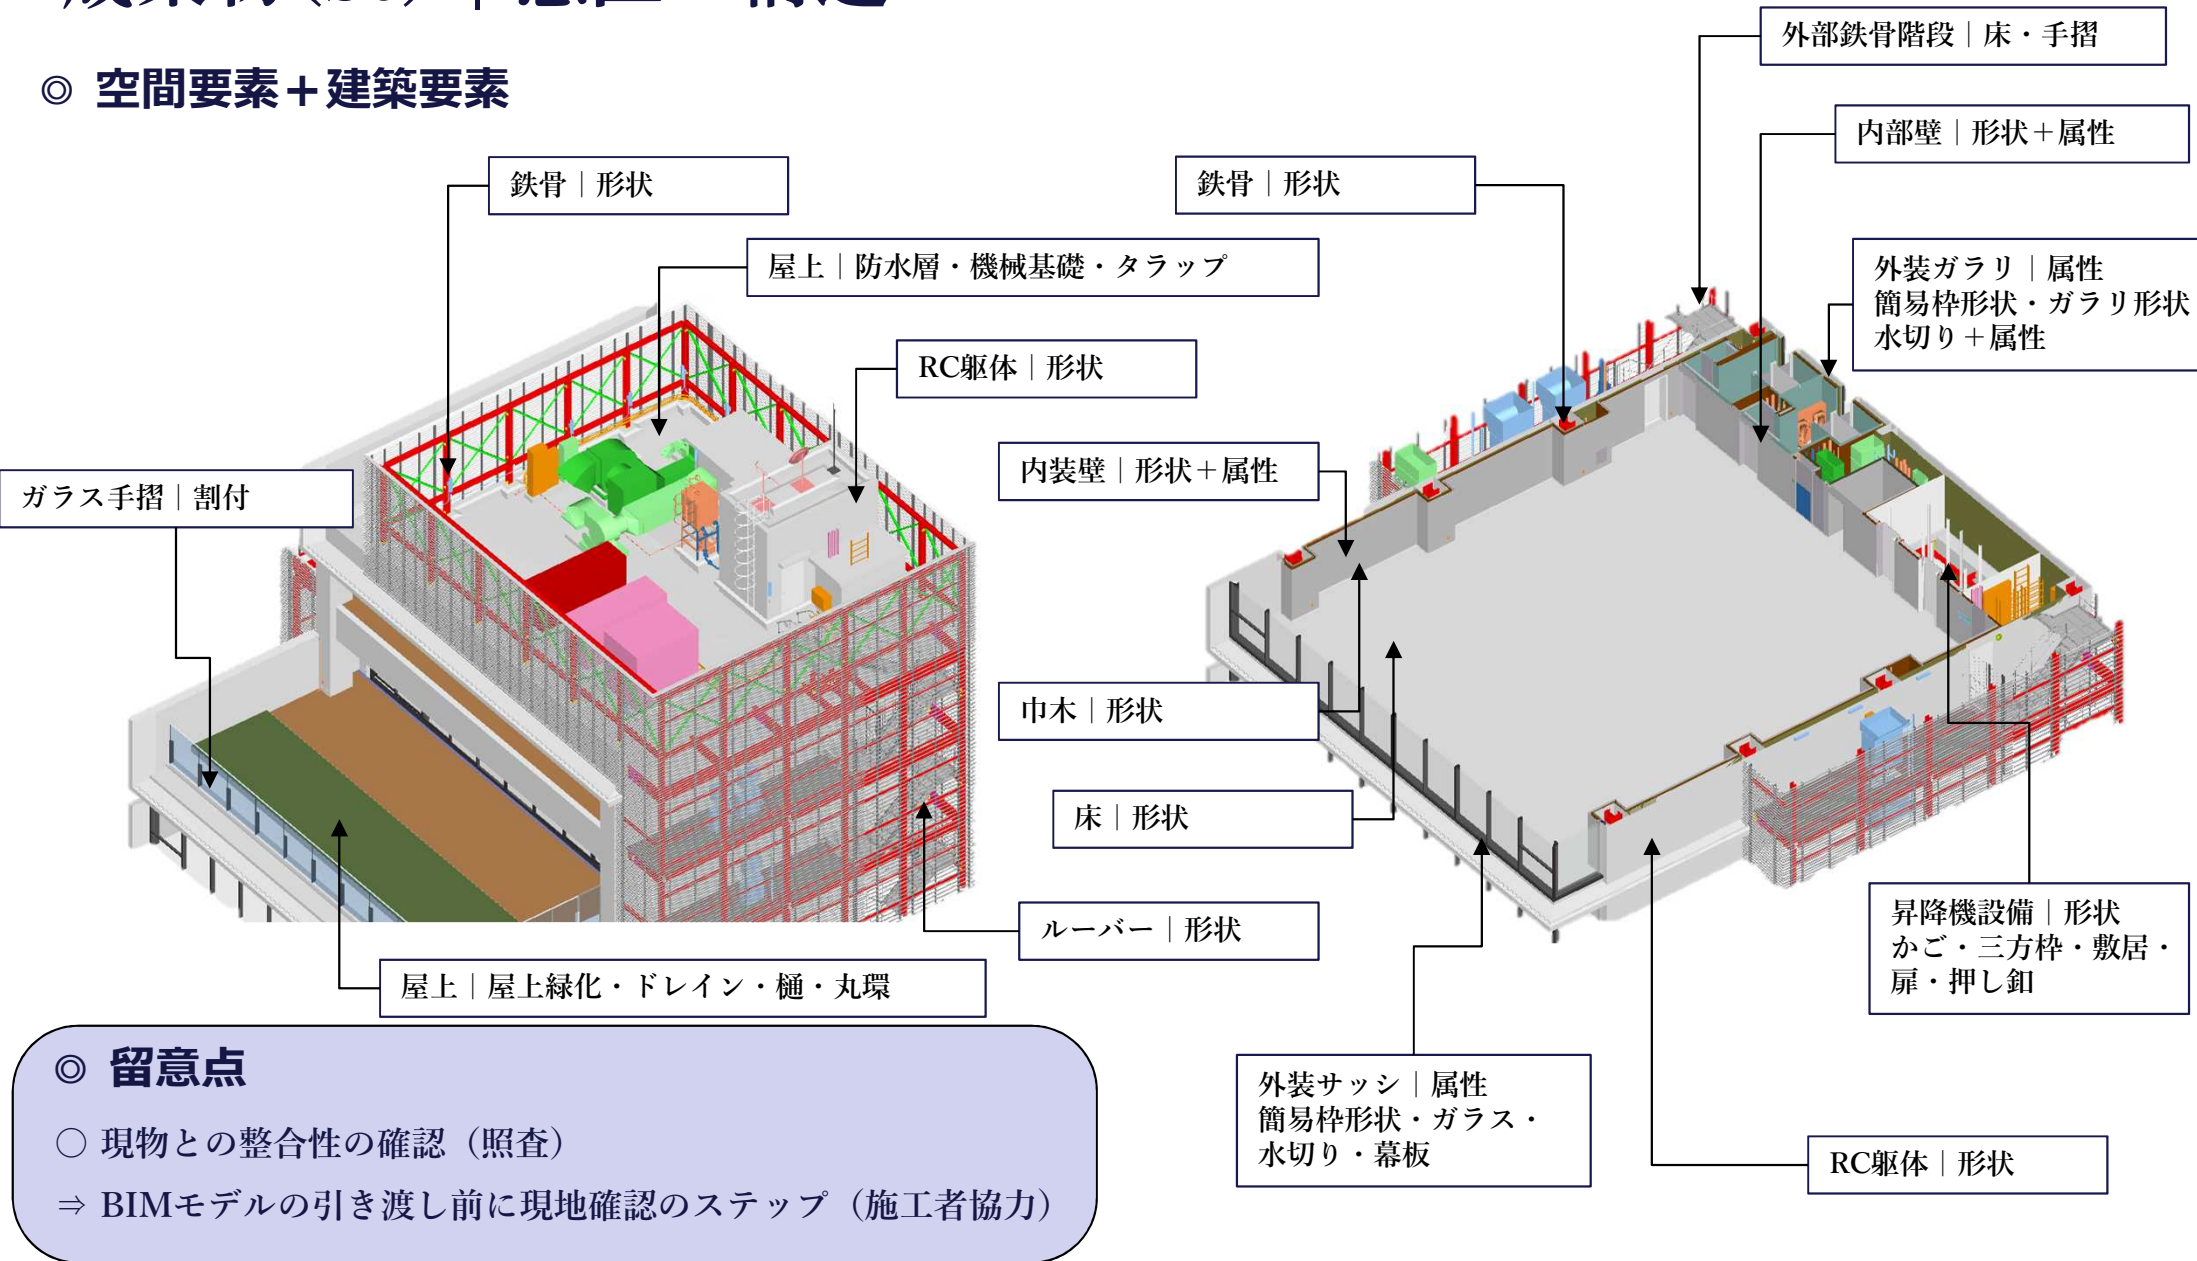 ◎ 空間要素＋建築要素
外部鉄骨階段｜床・手摺
内部壁｜形状＋属性
鉄骨｜形状
鉄骨｜形状
屋上｜防水層・機械基礎・タラップ
外装ガラリ｜属性
簡易枠形状・ガラリ形状
水切り＋属性
RC躯体｜形状
内装壁｜形状＋属性
ガラス手摺｜割付
巾木｜形状
床｜形状
ルーバー｜形状
屋上｜屋上緑化・ドレイン・樋・丸環
昇降機設備｜形状
かご・三方枠・敷居・
扉・押し釦
外装サッシ｜属性
簡易枠形状・ガラス・
水切り・幕板
RC躯体｜形状
◎ 留意点
○ 現物との整合性の確認（照査）
⇒ BIMモデルの引き渡し前に現地確認のステップ（施工者協力）